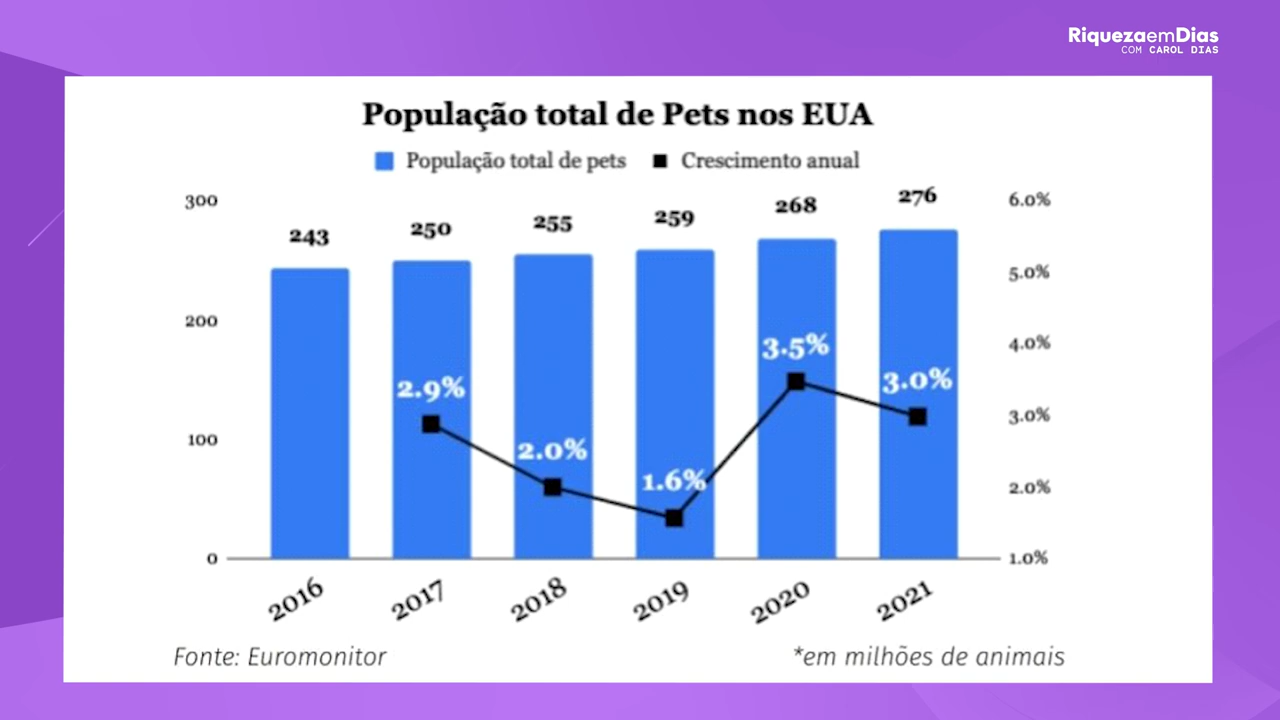 RiquezaemDias
COM CAROL DIAS
População total de Pets nos EUA
População total de pets Crescimento anual
300 243 250 255 259 268 276 6.0%
5.0%
200 2.9% 2.0% 1.6% 3.5% 3.0% 4.0%
3.0%
100 2.0%
0 1.0%
2016 2017 2018 2019 2020 2021
Fonte: Euromonitor *em milhões de animais